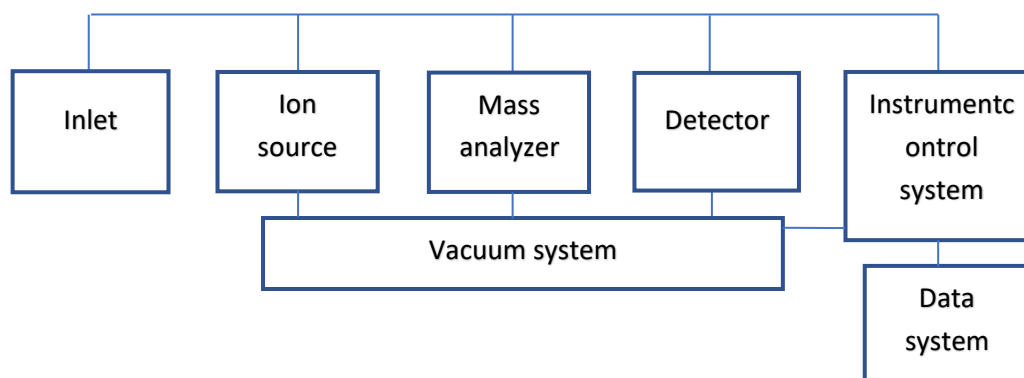 Inlet
Ion
source
Mass
analyzer
Detector
Instrumentc
ontrol
system
Vacuum system
Data
system